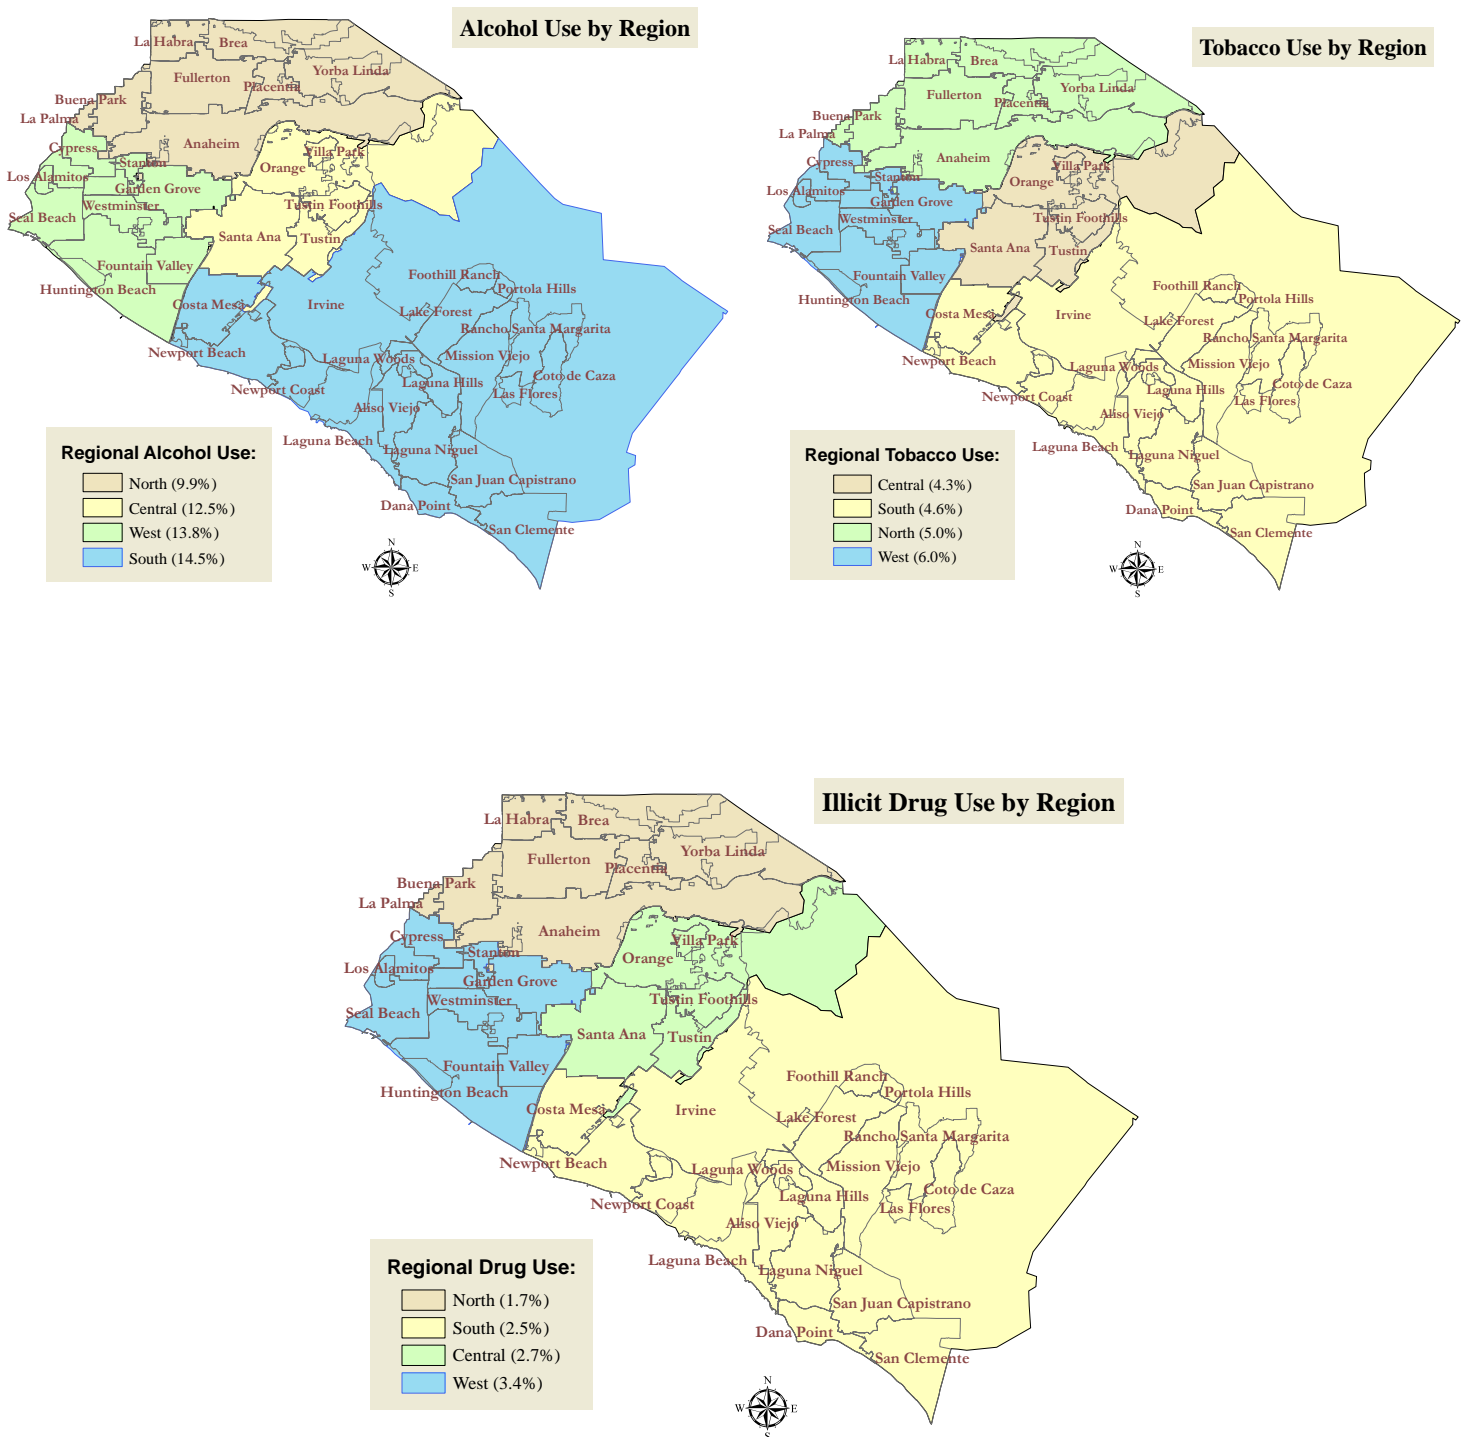 Alcohol Use by Region
La Habra
Brea
Fullerton
Placentia
Yorba Linda
Buena Park
La Palma
Anaheim
Cypress
Stanton
Villa Park
Orange
Los Alamitos
Garden Grove
Westminster
Tustin Foothills
Seal Beach
Santa Ana
Tustin
Fountain Valley
Huntington Beach
Foothill Ranch
Portola Hills
Costa Mesa
Irvine
Lake Forest
Rancho Santa Margarita
Newport Beach
Laguna Woods
Mission Viejo
Newport Coast
Laguna Hills
Coto de Caza
Las Flores
Aliso Viejo
Laguna Beach
Laguna Niguel
San Juan Capistrano
Dana Point
San Clemente
Regional Alcohol Use:
North (9.9%)
Central (12.5%)
West (13.8%)
South (14.5%)
N
W
E
S
Tobacco Use by Region
La Habra
Brea
Fullerton
Placentia
Yorba Linda
Buena Park
La Palma
Anaheim
Cypress
Stanton
Villa Park
Orange
Los Alamitos
Garden Grove
Westminster
Tustin Foothills
Seal Beach
Santa Ana
Tustin
Fountain Valley
Huntington Beach
Foothill Ranch
Portola Hills
Costa Mesa
Irvine
Lake Forest
Rancho Santa Margarita
Newport Beach
Laguna Woods
Mission Viejo
Newport Coast
Laguna Hills
Coto de Caza
Las Flores
Aliso Viejo
Laguna Beach
Laguna Niguel
San Juan Capistrano
Dana Point
San Clemente
Regional Tobacco Use:
Central (4.3%)
South (4.6%)
North (5.0%)
West (6.0%)
N
W
E
S
Illicit Drug Use by Region
La Habra
Brea
Fullerton
Placentia
Yorba Linda
Buena Park
La Palma
Anaheim
Cypress
Stanton
Villa Park
Orange
Los Alamitos
Garden Grove
Westminster
Tustin Foothills
Seal Beach
Santa Ana
Tustin
Fountain Valley
Huntington Beach
Foothill Ranch
Portola Hills
Costa Mesa
Irvine
Lake Forest
Rancho Santa Margarita
Newport Beach
Laguna Woods
Mission Viejo
Newport Coast
Laguna Hills
Coto de Caza
Las Flores
Aliso Viejo
Laguna Beach
Laguna Niguel
San Juan Capistrano
Dana Point
San Clemente
Regional Drug Use:
North (1.7%)
South (2.5%)
Central (2.7%)
West (3.4%)
N
W
E
S